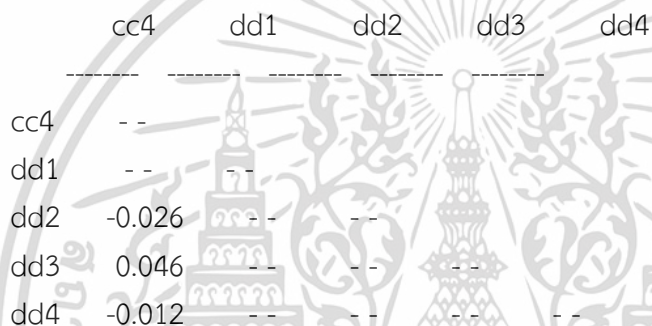 cc4 dd1 dd2 dd3 dd4
-------- -------- -------- -------- --------
cc4 - -
dd1 - - - -
dd2 -0.026 - - - -
dd3 0.046 - - - - - -
dd4 -0.012 - - - - - - - -